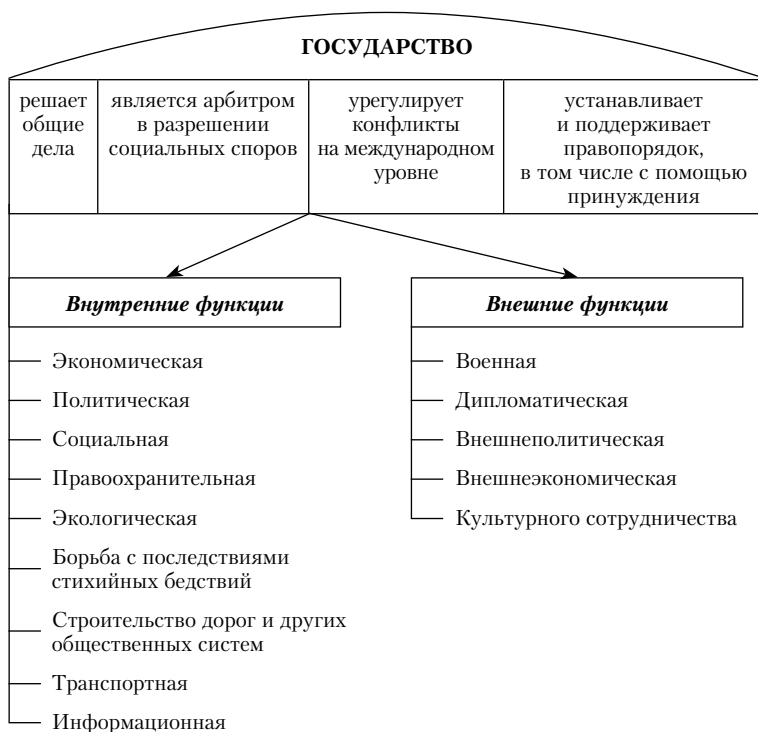 ГОСУДАРСТВО
решает
общие
дела
является арбитром
в разрешении
социальных споров
урегулирует
конфликты
на международном
уровне
устанавливает
и поддерживает
правопорядок,
в том числе с помощью
принуждения
Внутренние функции
Экономическая
Политическая
Социальная
Правоохранительная
Экологическая
Борьба с последствиями
стихийных бедствий
Строительство дорог и других
общественных систем
Транспортная
Информационная
Внешние функции
Военная
Дипломатическая
Внешнеполитическая
Внешнеэкономическая
Культурного сотрудничества